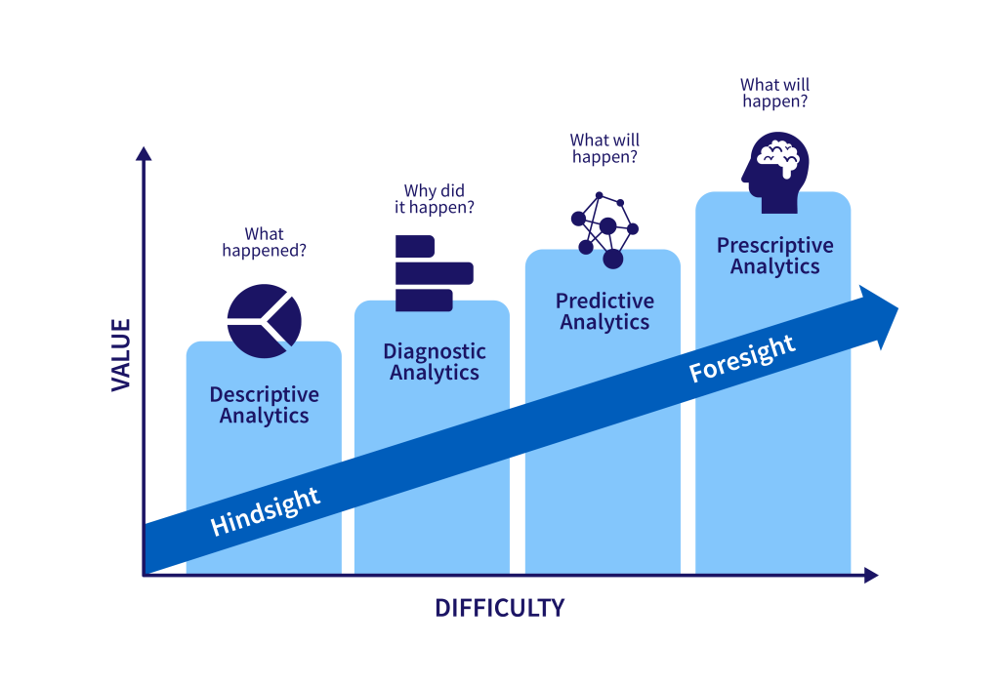 What
happened?
Descriptive
Analytics
Why did
it happen?
Diagnostic
Analytics
What will
happen?
Predictive
Analytics
What will
happen?
Prescriptive
Analytics
Hindsight
Foresight
VALUE
DIFFICULTY